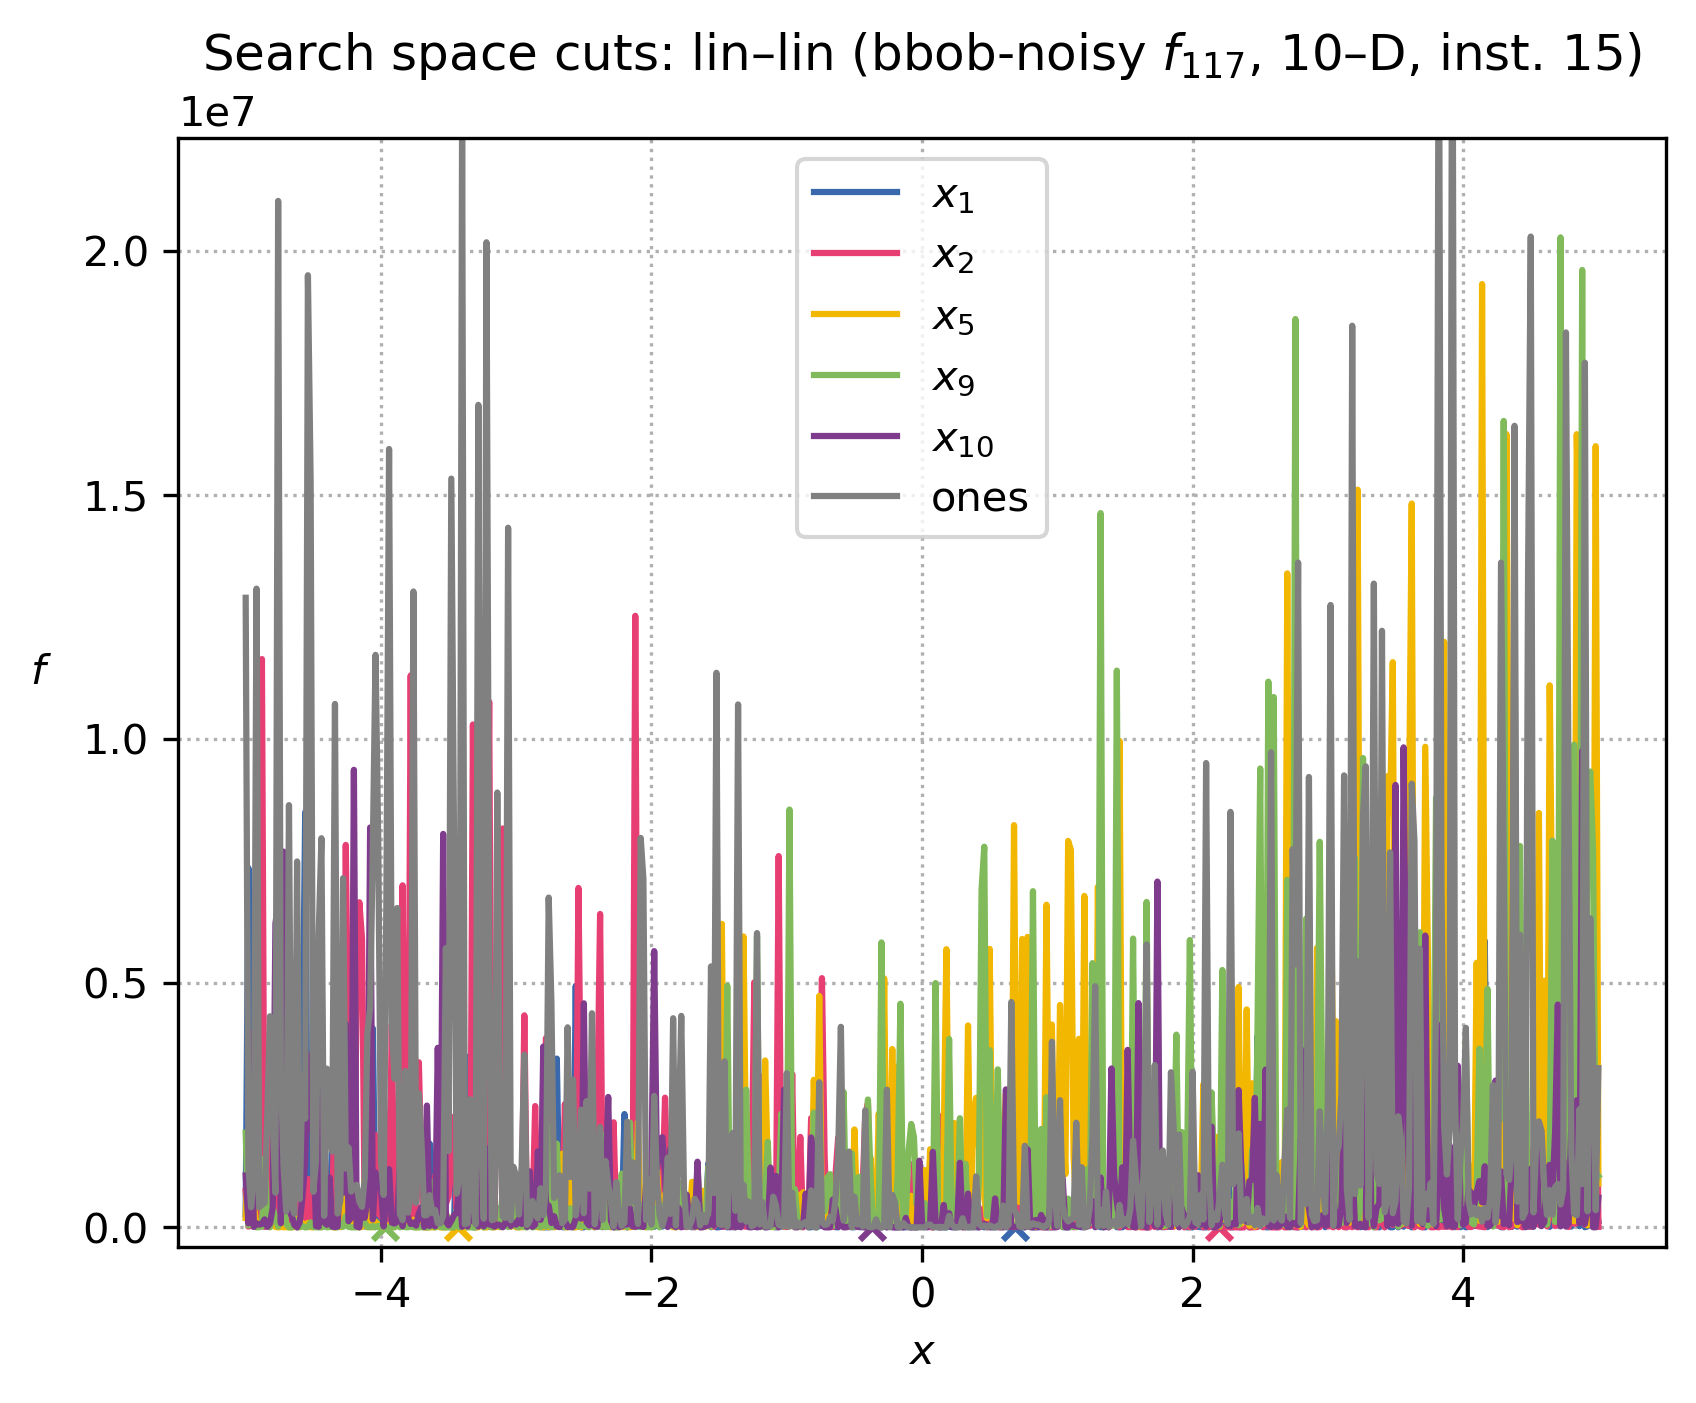 Search space cuts: lin–lin (bbob-noisy f117, 10–D, inst. 15)
1e7
x1
x2
x5
x9
x10
ones
2.0
1.5
1.0
0.5
0.0
f
−4
−2
0
2
4
x